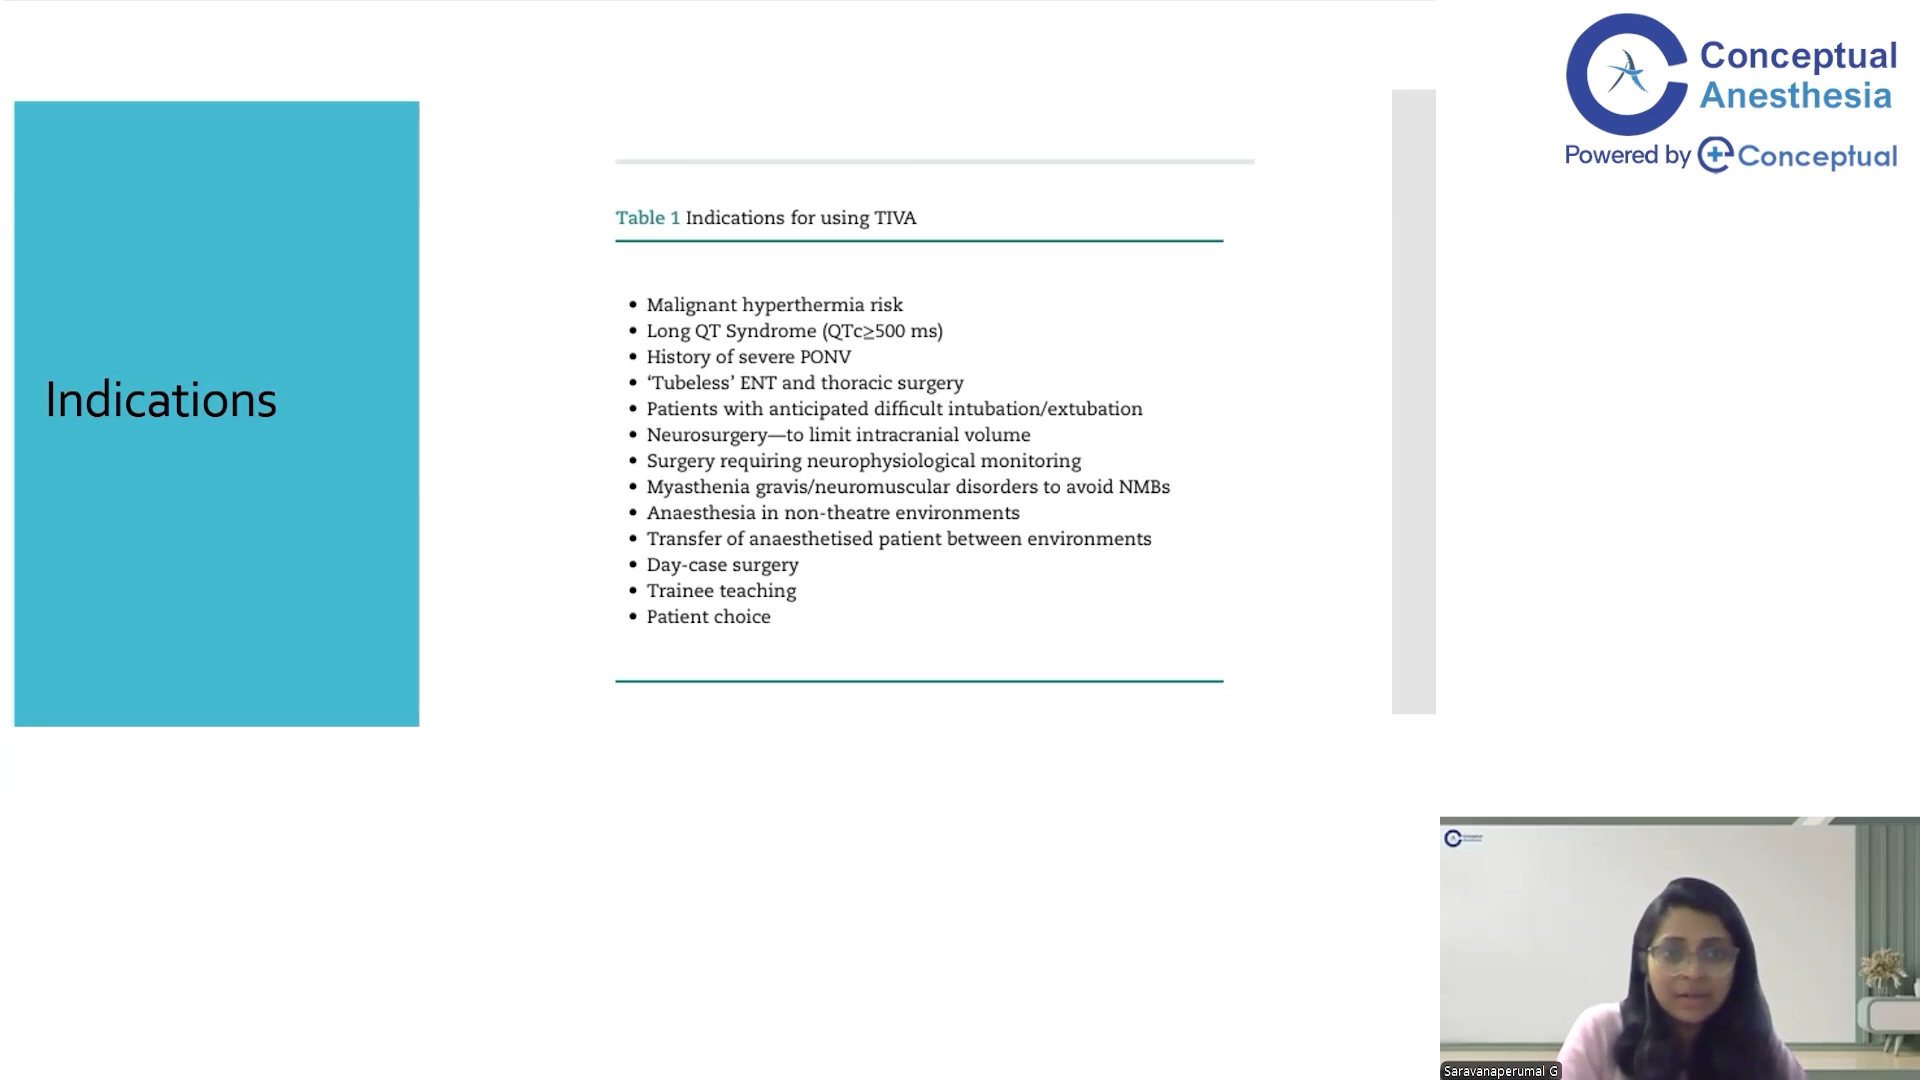 Conceptual
Anesthesia
Powered by Conceptual
Indications
Table 1 Indications for using TIVA
• Malignant hyperthermia risk
• Long QT Syndrome (QTc≥500 ms)
• History of severe PONV
• ‘Tubeless’ ENT and thoracic surgery
• Patients with anticipated difficult intubation/extubation
• Neurosurgery—to limit intracranial volume
• Surgery requiring neurophysiological monitoring
• Myasthenia gravis/neuromuscular disorders to avoid NMBs
• Anaesthesia in non-theatre environments
• Transfer of anaesthetised patient between environments
• Day-case surgery
• Trainee teaching
• Patient choice
Saravanaperumal G